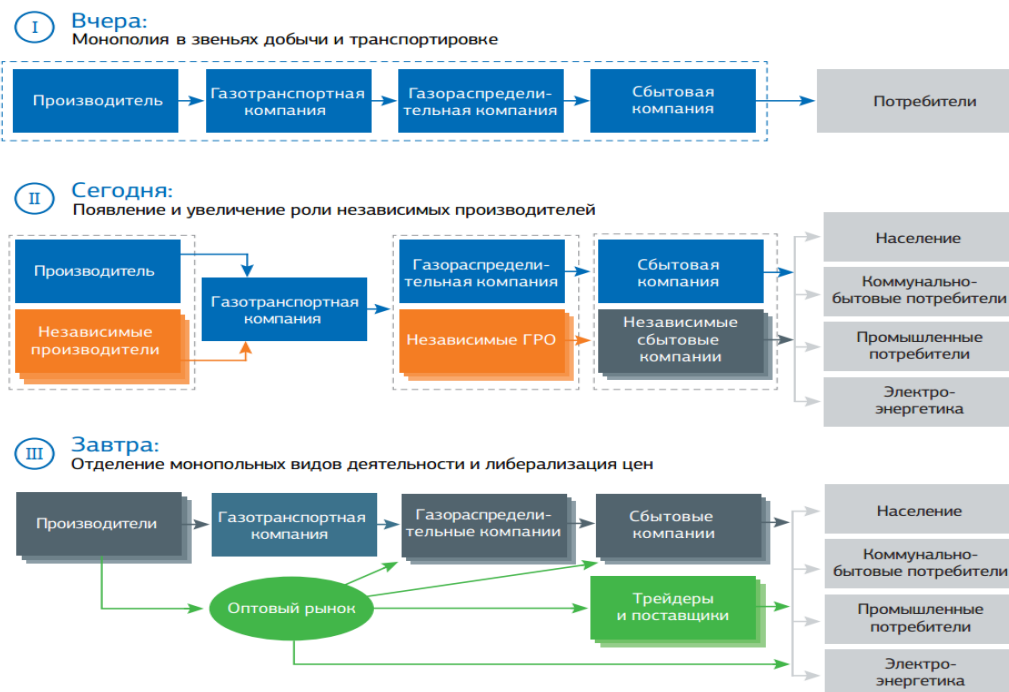 I
Вчера:
Монополия в звеньях добычи и транспортировке
Производитель
Газотранспортная
компания
Газораспредели-
тельная компания
Сбытовая
компания
Потребители
II
Сегодня:
Появление и увеличение роли независимых производителей
Производитель
Независимые
производители
Газотранспортная
компания
Газораспредели-
тельная компания
Независимые ГРО
Сбытовая
компания
Независимые
сбытовые
компании
Население
Коммунально-
бытовые потребители
Промышленные
потребители
Электро-
энергетика
III
Завтра:
Отделение монопольных видов деятельности и либерализация цен
Производители
Газотранспортная
компания
Газораспредели-
тельные компании
Сбытовые
компании
Оптовый рынок
Трейдеры
и поставщики
Население
Коммунально-
бытовые потребители
Промышленные
потребители
Электро-
энергетика